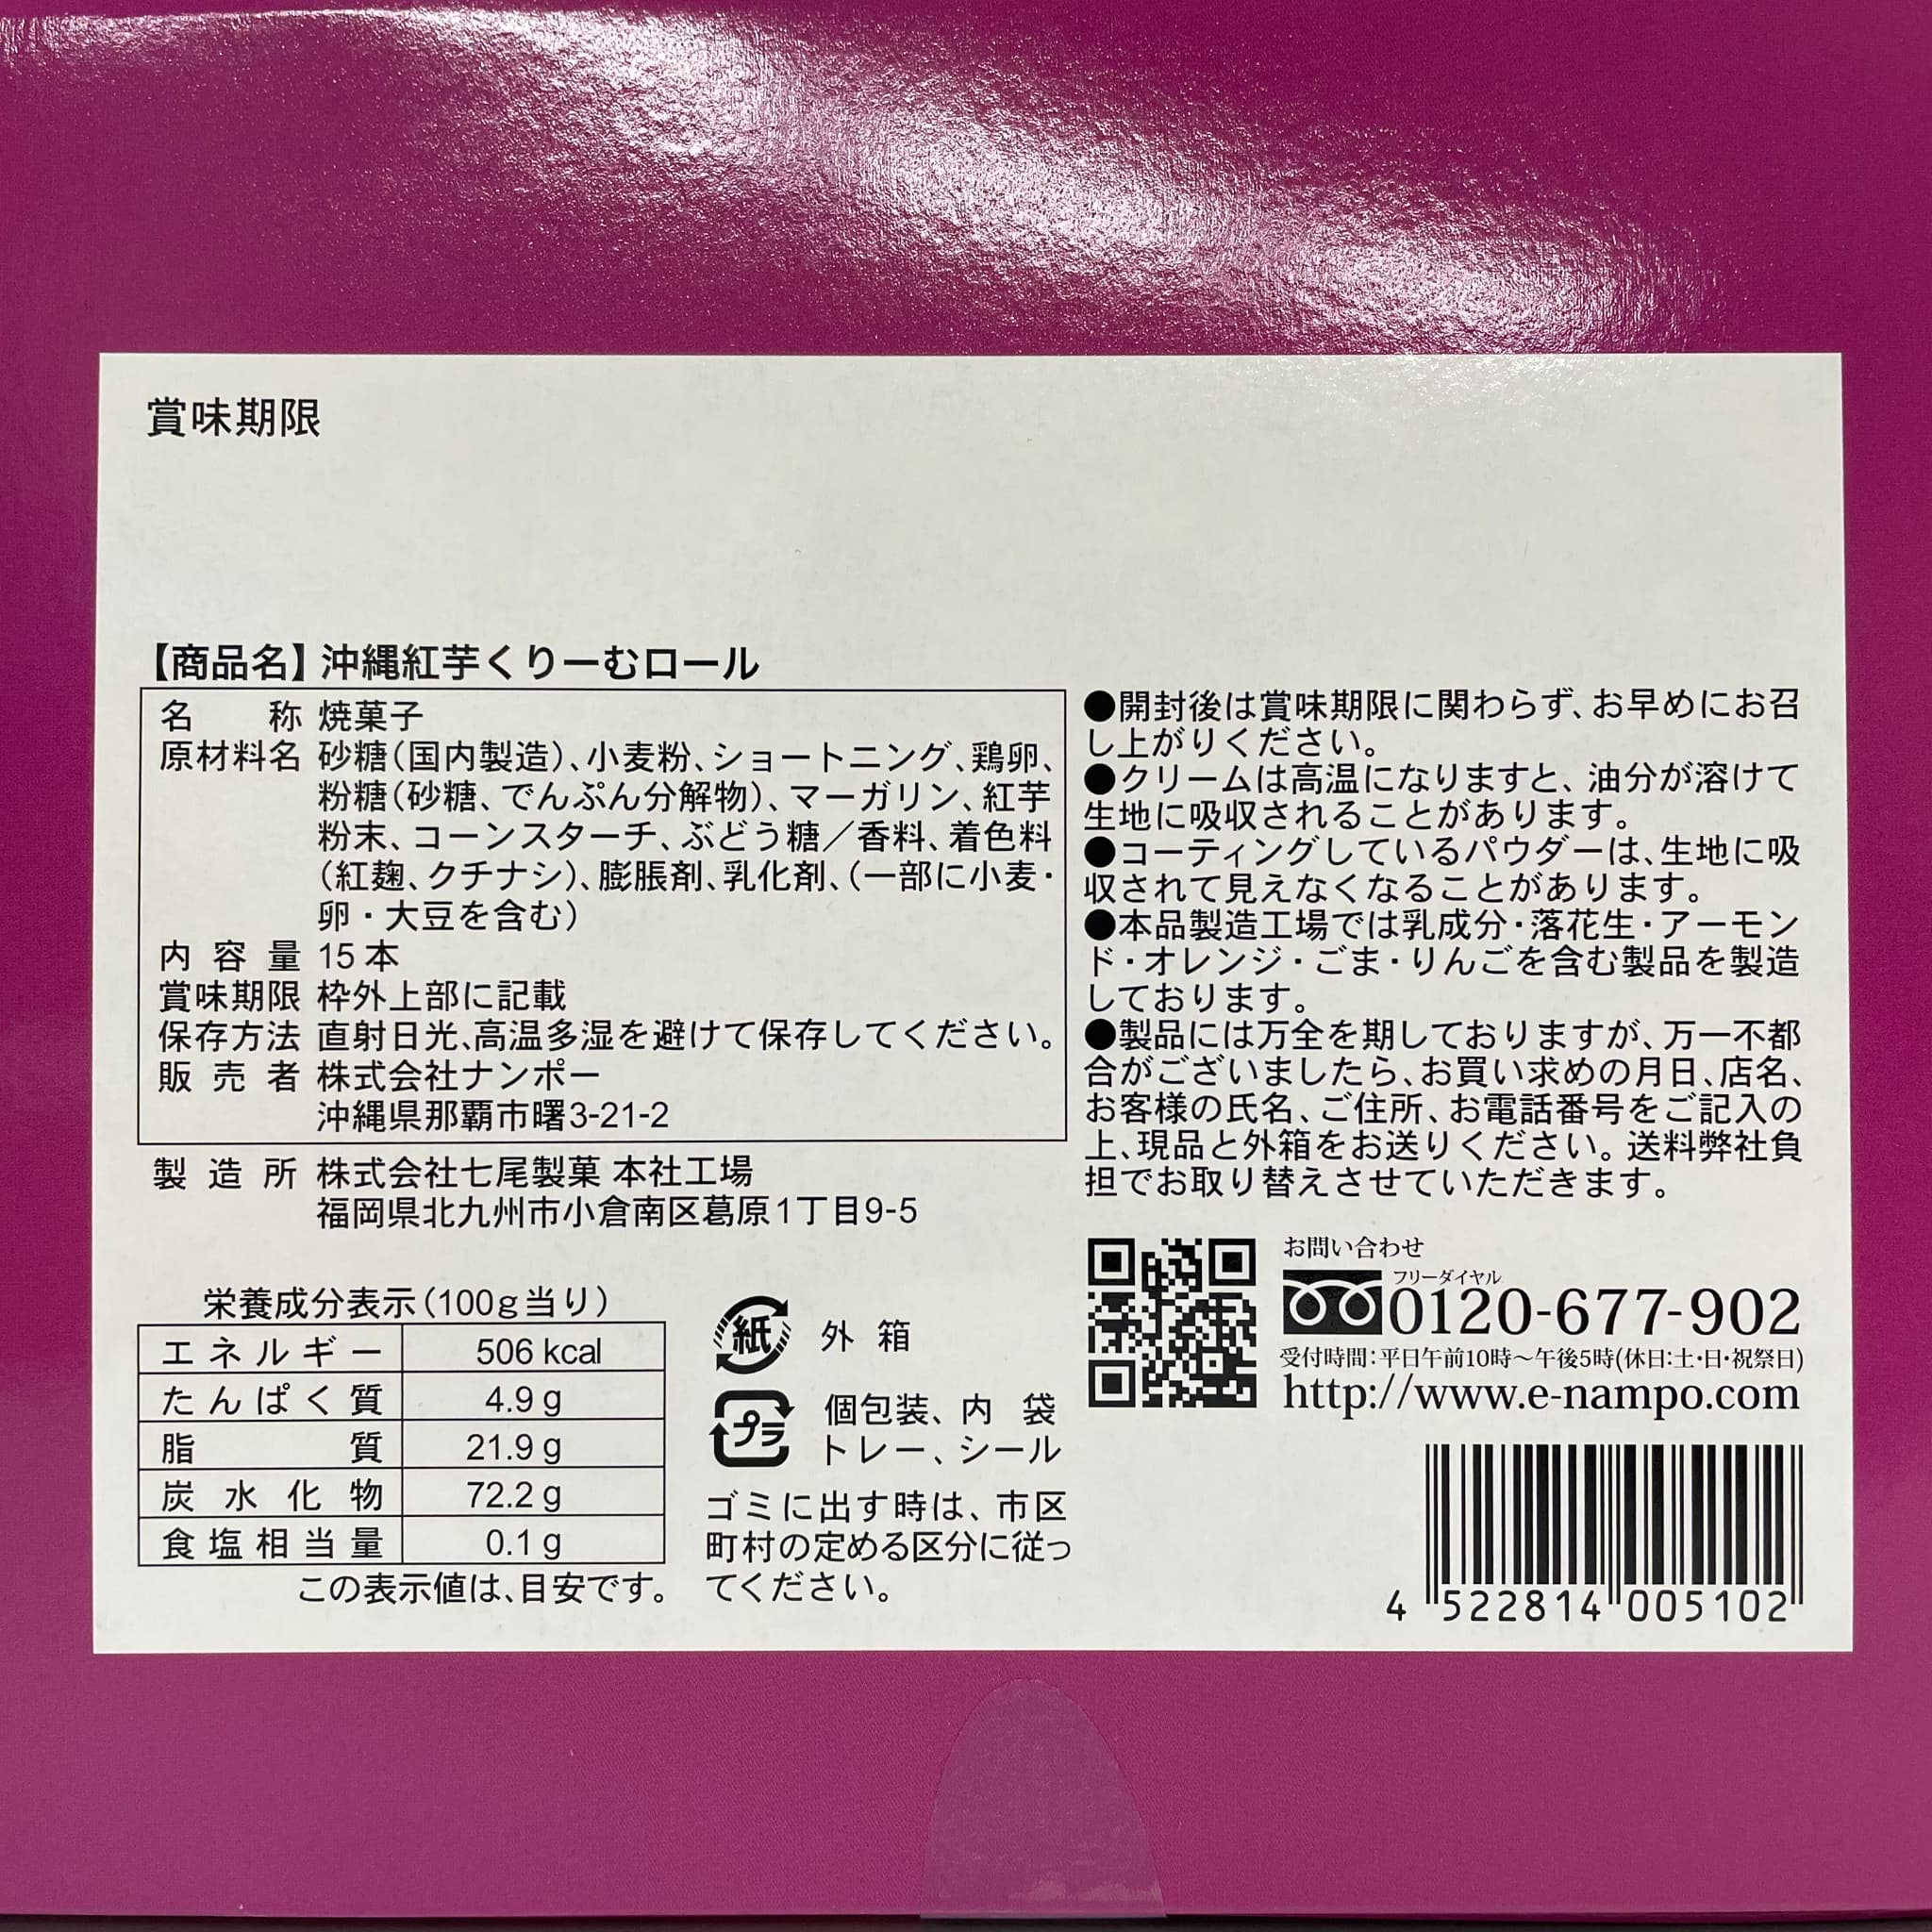 賞味期限
【商品名】沖縄紅芋くりーむロール
名称 焼菓子
原材料名 砂糖(国内製造)、小麦粉、ショートニング、鶏卵、
粉糖(砂糖、でんぷん分解物)、マーガリン、紅芋
粉末、コーンスターチ、ぶどう糖/香料、着色料
(紅麹、クチナシ)、膨脹剤、乳化剤、(一部に小麦・
卵・大豆を含む)
内容量 15本
賞味期限 枠外上部に記載
保存方法 直射日光、高温多湿を避けて保存してください。
販売者 株式会社ナンポー
沖縄県那覇市曙3-21-2
製造所 株式会社七尾製菓 本社工場
福岡県北九州市小倉南区葛原1丁目9-5
栄養成分表示(100g当り)
エネルギー 506 kcal
たんぱく質 4.9 g
脂質 21.9 g
炭水化物 72.2 g
食塩相当量 0.1 g
この表示値は、目安です。
紙 外箱
プラ 個包装、内袋
トレー、シール
ゴミに出す時は、市区
町村の定める区分に従っ
てください。
●開封後は賞味期限に関わらず、お早めにお召
し上がりください。
●クリームは高温になりますと、油分が溶けて
生地に吸収されることがあります。
●コーティングしているパウダーは、生地に吸
収されて見えなくなることがあります。
●本品製造工場では乳成分・落花生・アーモン
ド・オレンジ・ごま・りんごを含む製品を製造
しております。
●製品には万全を期しておりますが、万一不都
合がございましたら、お買い求めの月日、店名、
お客様の氏名、ご住所、お電話番号をご記入の
上、現品と外箱をお送りください。送料弊社負
担でお取り替えさせていただきます。
お問い合わせ
フリーダイヤル
0120-677-902
受付時間:平日午前10時～午後5時(休日:土・日・祝祭日)
http://www.e-nampo.com
4 522814 005102